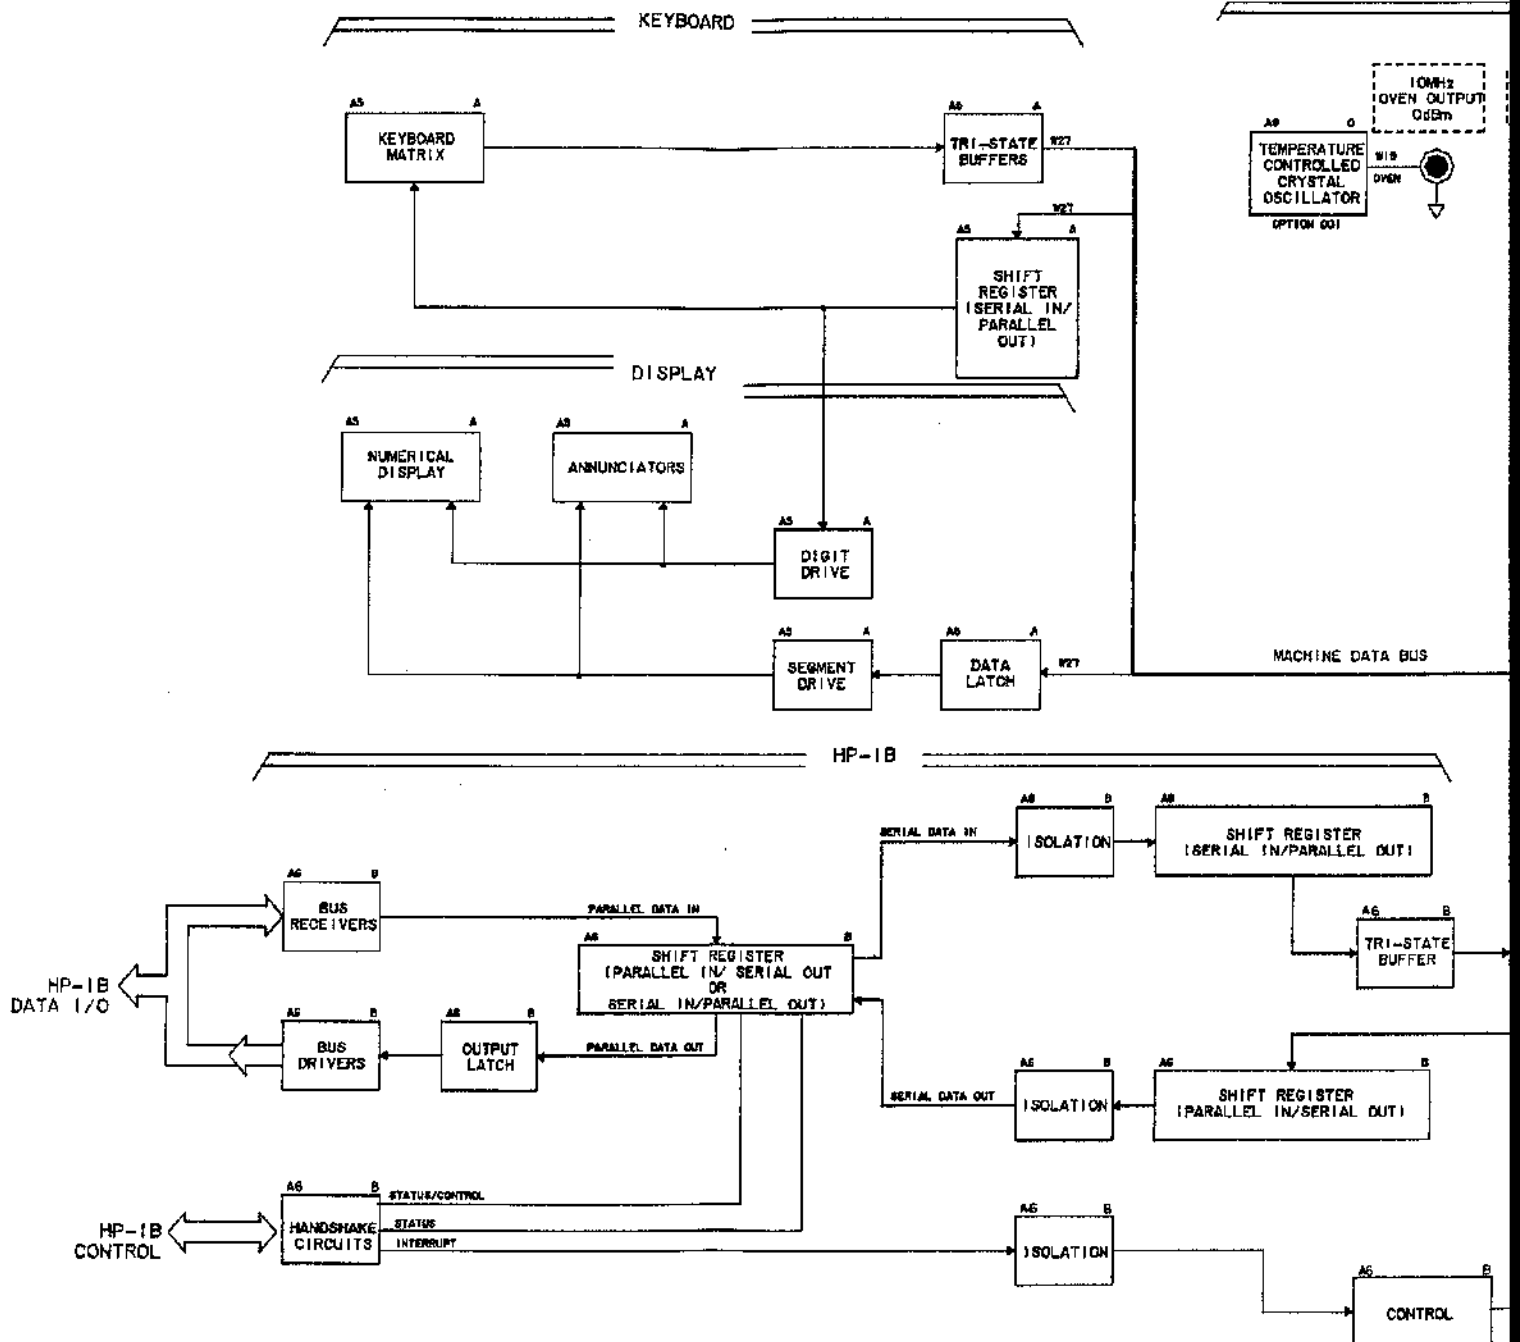 KEYBOARD
A5 A
KEYBOARD
MATRIX
A6 A
TRI-STATE
BUFFERS
W27
W27
A5 A
SHIFT
REGISTER
(SERIAL IN/
PARALLEL
OUT)
10MHz
OVEN OUTPUT
0dBm
A9
TEMPERATURE
CONTROLLED
CRYSTAL
OSCILLATOR
OPTION 001
OVEN
DISPLAY
A5 A
NUMERICAL
DISPLAY
A
ANNUNCIATORS
A5 A
DIGIT
DRIVE
A5 A
SEGMENT
DRIVE
A6 A
DATA
LATCH
W27
MACHINE DATA BUS
HP-IB
HP-IB
DATA I/O
A6 B
BUS
RECEIVERS
PARALLEL DATA IN
A6 B
SHIFT REGISTER
(PARALLEL IN/ SERIAL OUT
OR
SERIAL IN/PARALLEL OUT)
SERIAL DATA IN
A6 B
ISOLATION
A6 B
SHIFT REGISTER
(SERIAL IN/PARALLEL OUT)
A6 B
TRI-STATE
BUFFER
A6 B
BUS
DRIVERS
A6 B
OUTPUT
LATCH
PARALLEL DATA OUT
SERIAL DATA OUT
A6 B
ISOLATION
A6 B
SHIFT REGISTER
(PARALLEL IN/SERIAL OUT)
HP-IB
CONTROL
A6 B
HANDSHAKE
CIRCUITS
STATUS/CONTROL
STATUS
INTERRUPT
A6 B
ISOLATION
A6 B
CONTROL